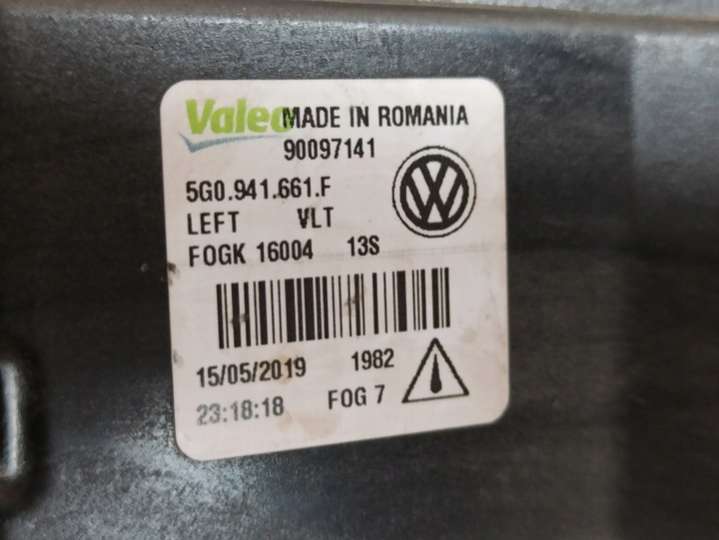 Valeo MADE IN ROMANIA
90097141
5G0.941.661.F
LEFT VLT
FOGK 16004 13S
15/05/2019 1982
23:18:18 FOG 7